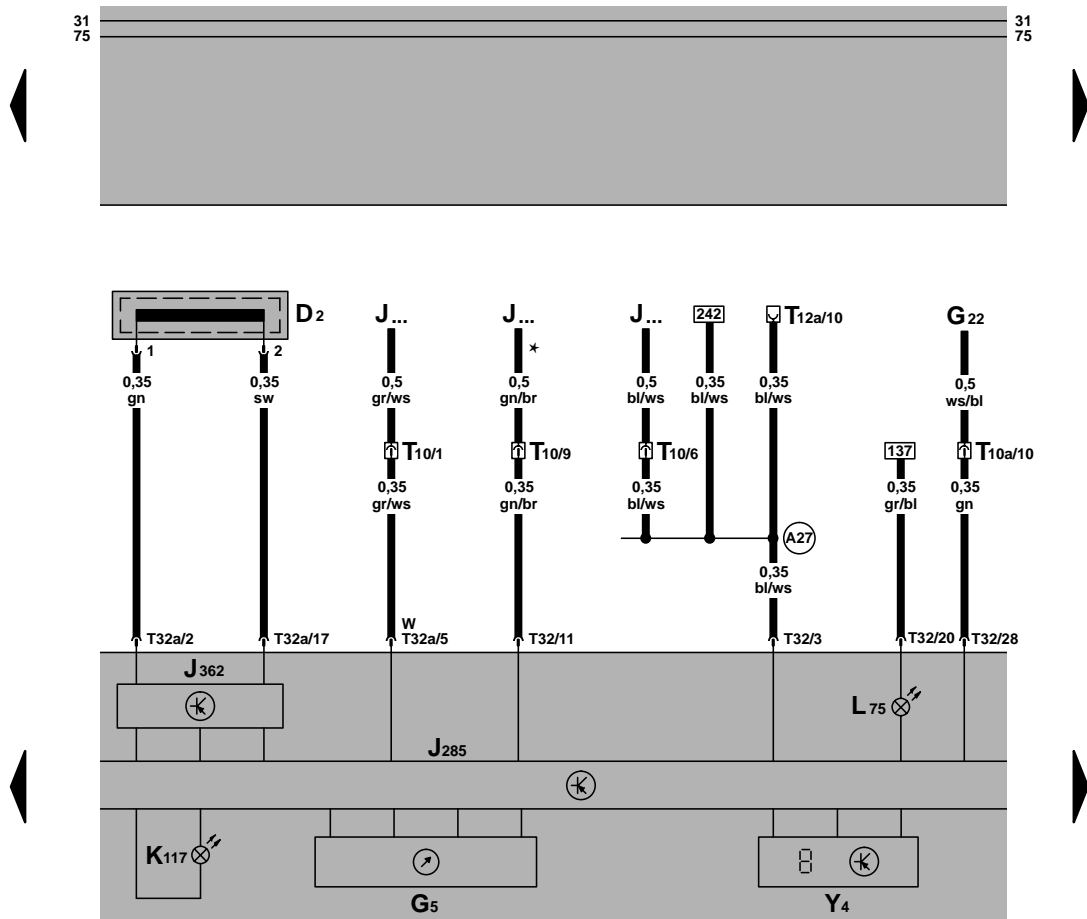 31 31
75 75
D2 J... J... J... 242 T12a/10 G22
1 2 *
0,35 0,35 0,5 0,5 0,5 0,35 0,35 0,5
gn sw gr/ws gn/br bl/ws bl/ws bl/ws ws/bl
T10/1 T10/9 T10/6 137 T10a/10
0,35 0,35 0,35 0,35 0,35
gr/ws gn/br bl/ws gr/bl gn
A27
0,35
bl/ws
W
T32a/2 T32a/17 T32a/5 T32/11 T32/3 T32/20 T32/28
J362
L75
J285
K117
8
G5 Y4